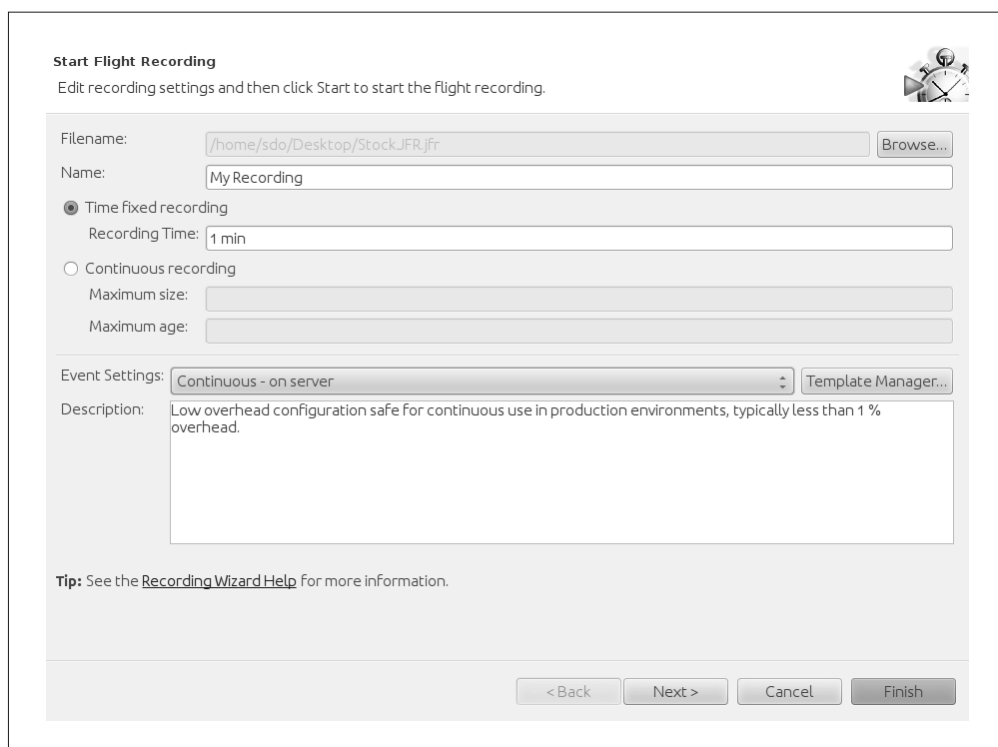 Start Flight Recording
Edit recording settings and then click Start to start the flight recording.
Filename: /home/sdo/Desktop/StockJFR.jfr Browse...
Name: My Recording
Time fixed recording
Recording Time: 1 min
Continuous recording
Maximum size:
Maximum age:
Event Settings: Continuous - on server Template Manager...
Description: Low overhead configuration safe for continuous use in production environments, typically less than 1 %
overhead.
Tip: See the Recording Wizard Help for more information.
< Back Next > Cancel Finish